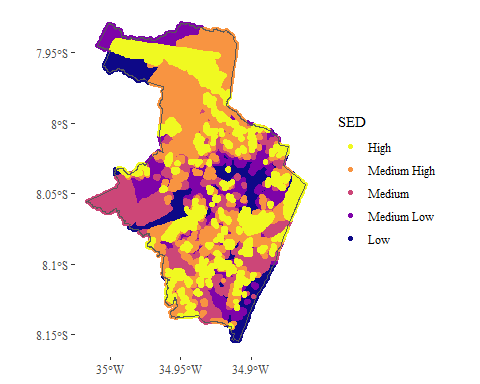 7.95°S
8°S
8.05°S
8.1°S
8.15°S
35°W
34.95°W
34.9°W
SED
High
Medium High
Medium
Medium Low
Low